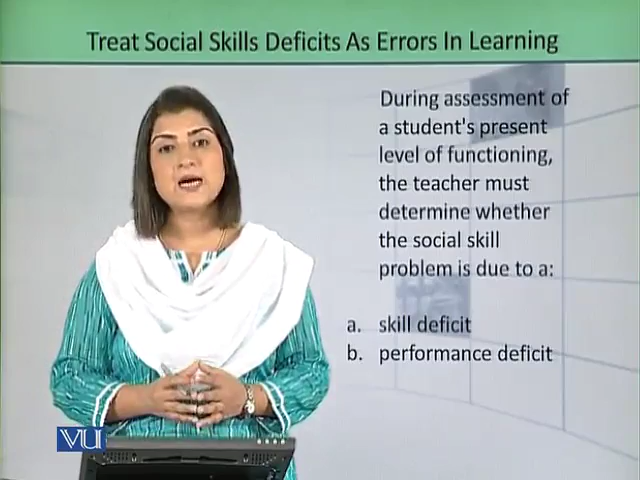 Treat Social Skills Deficits As Errors In Learning
During assessment of
a student's present
level of functioning,
the teacher must
determine whether
the social skill
problem is due to a:
a. skill deficit
b. performance deficit
VU